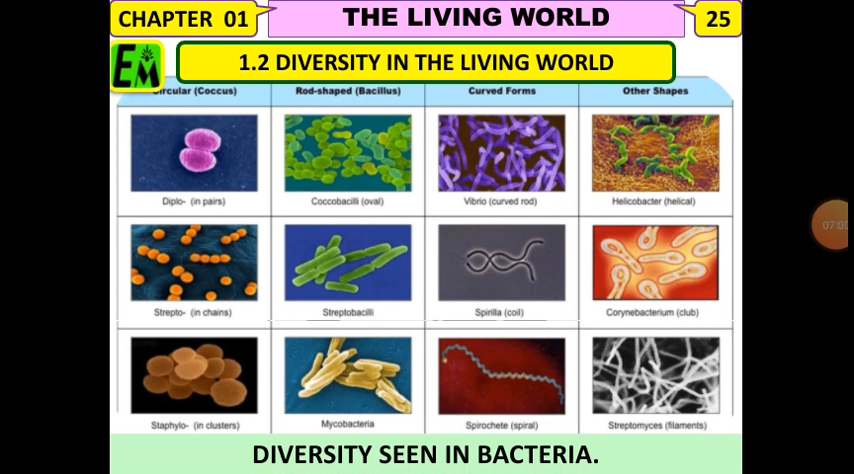 CHAPTER 01
THE LIVING WORLD
25
EM
1.2 DIVERSITY IN THE LIVING WORLD
Circular (Coccus) Rod-shaped (Bacillus) Curved Forms Other Shapes
Diplo- (in pairs) Coccobacilli (oval) Vibrio (curved rod) Helicobacter (helical)
Strepto- (in chains) Streptobacilli Spirilla (coil) Corynebacterium (club)
Staphylo- (in clusters) Mycobacteria Spirochete (spiral) Streptomyces (filaments)
DIVERSITY SEEN IN BACTERIA.